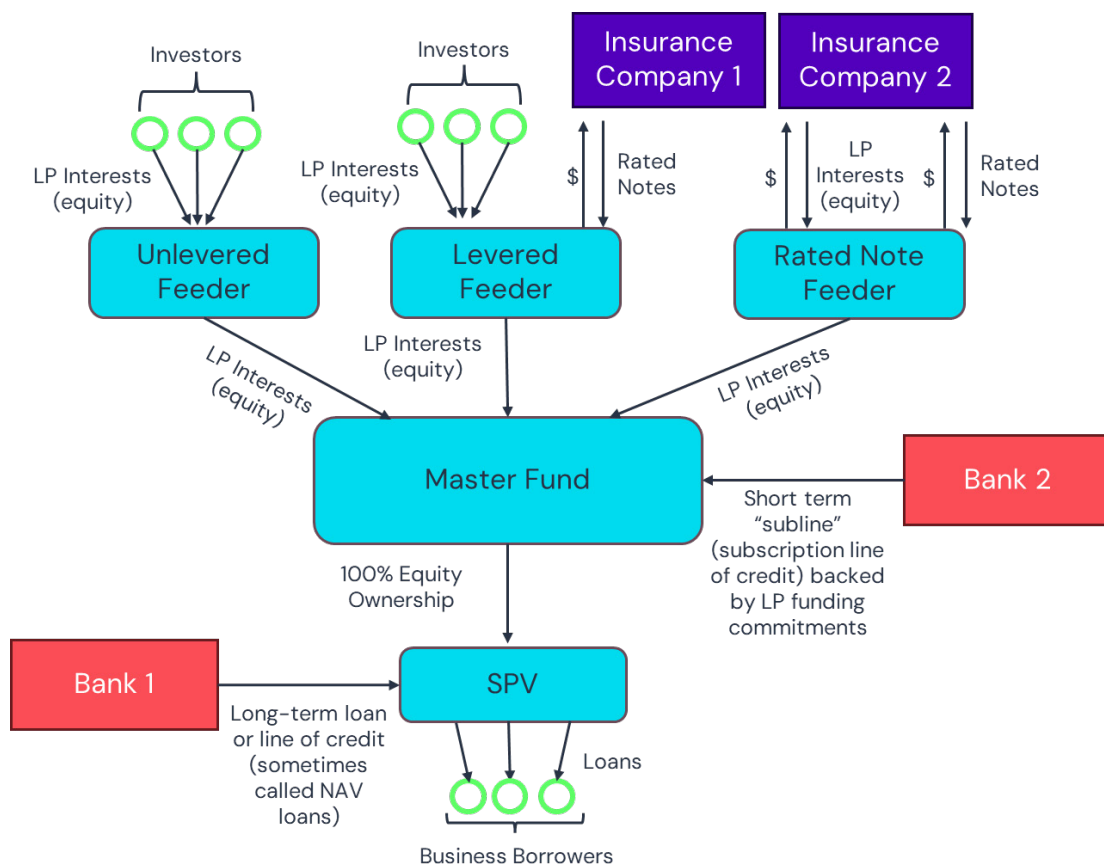 Investors
Investors
Insurance
Company 1
Insurance
Company 2
LP Interests
(equity)
LP Interests
(equity)
$
Rated
Notes
$
LP
Interests
(equity)
$
Rated
Notes
Unlevered
Feeder
Levered
Feeder
Rated Note
Feeder
LP Interests
(equity)
LP Interests
(equity)
LP Interests
(equity)
Master Fund
Bank 2
Short term
“subline”
(subscription line
of credit) backed
by LP funding
commitments
100% Equity
Ownership
Bank 1
SPV
Long-term loan
or line of credit
(sometimes
called NAV
loans)
Loans
Business Borrowers